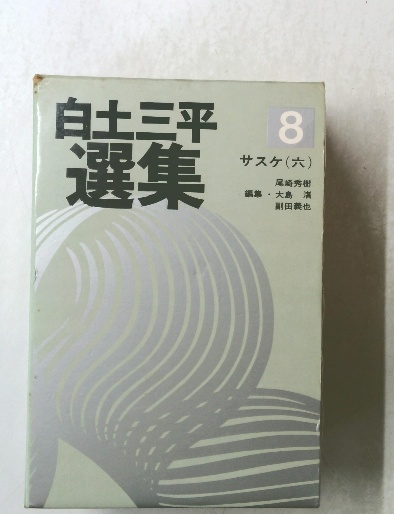 白土三平
選集
8
サスケ(六)
尾崎秀樹
編集・大島 渚
副田義也